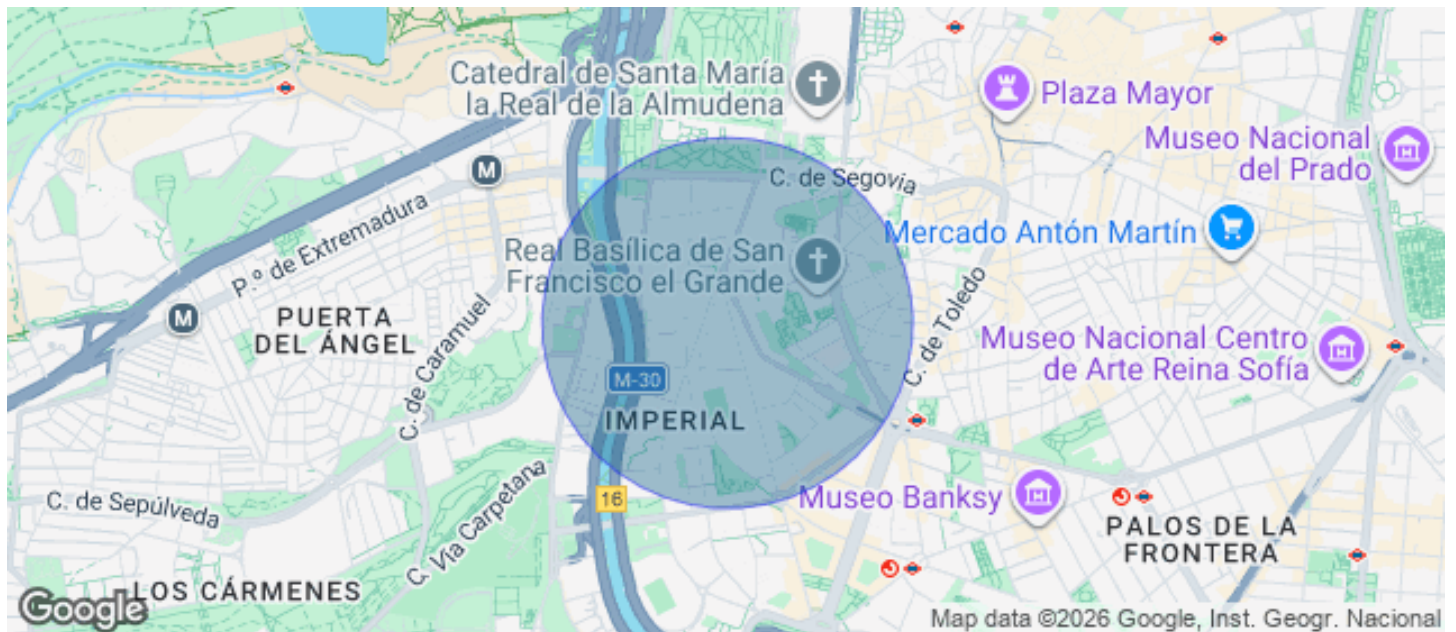 Catedral de Santa María
la Real de la Almudena
Plaza Mayor
Museo Nacional
del Prado
M
C. de Segovia
P.º de Extremadura
Mercado Antón Martín
Real Basílica de San
Francisco el Grande
M
PUERTA
DEL ÁNGEL
C. de Caramuel
C. de Toledo
Museo Nacional Centro
de Arte Reina Sofía
M-30
IMPERIAL
C. Vía Carpetana
16
C. de Sepúlveda
Museo Banksy
PALOS DE LA
FRONTERA
LOS CÁRMENES
Google
Map data ©2026 Google, Inst. Geogr. Nacional